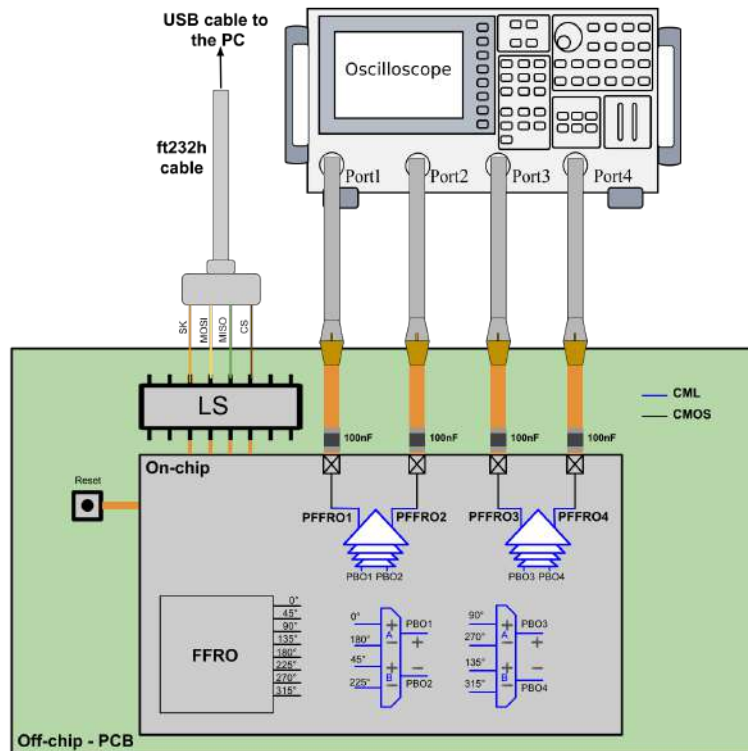 USB cable to
the PC
Oscilloscope
ft232h
cable
Port1
Port2
Port3
Port4
SK
MOSI
MISO
CS
LS
CML
CMOS
100nF
100nF
100nF
100nF
On-chip
Reset
PFFRO1
PFFRO2
PFFRO3
PFFRO4
PBO1 PBO2
PBO3 PBO4
FFRO
0°
45°
90°
135°
180°
225°
270°
315°
0°
180°
45°
225°
+
A
−
+
B
−
PBO1
+
−
PBO2
90°
270°
135°
315°
+
A
−
+
B
−
PBO3
+
−
PBO4
Off-chip - PCB